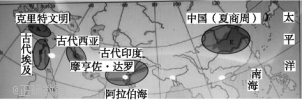 克里特文明
古代埃及
古代西亚
古代印度
摩亨佐·达罗
阿拉伯海
中国（夏商周）
太平洋
南海